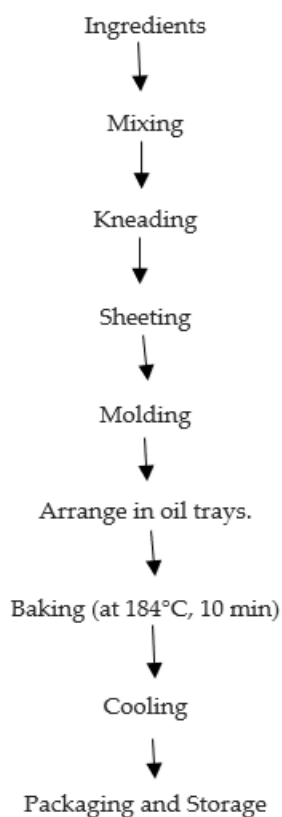 Ingredients
Mixing
Kneading
Sheeting
Molding
Arrange in oil trays.
Baking (at 184°C, 10 min)
Cooling
Packaging and Storage